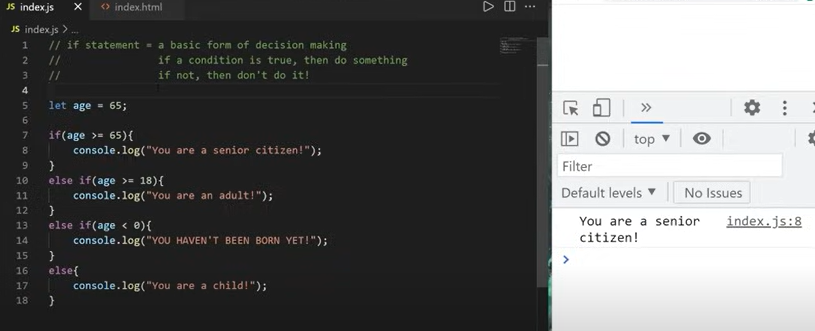 index.js
index.html
index.js > ...
1 // if statement = a basic form of decision making
2 // if a condition is true, then do something
3 // if not, then don't do it!
4
5 let age = 65;
6
7 if(age >= 65){
8 console.log("You are a senior citizen!");
9 }
10 else if(age >= 18){
11 console.log("You are an adult!");
12 }
13 else if(age < 0){
14 console.log("YOU HAVEN'T BEEN BORN YET!");
15 }
16 else{
17 console.log("You are a child!");
18 }
top
Filter
Default levels
No Issues
You are a senior index.js:8
citizen!